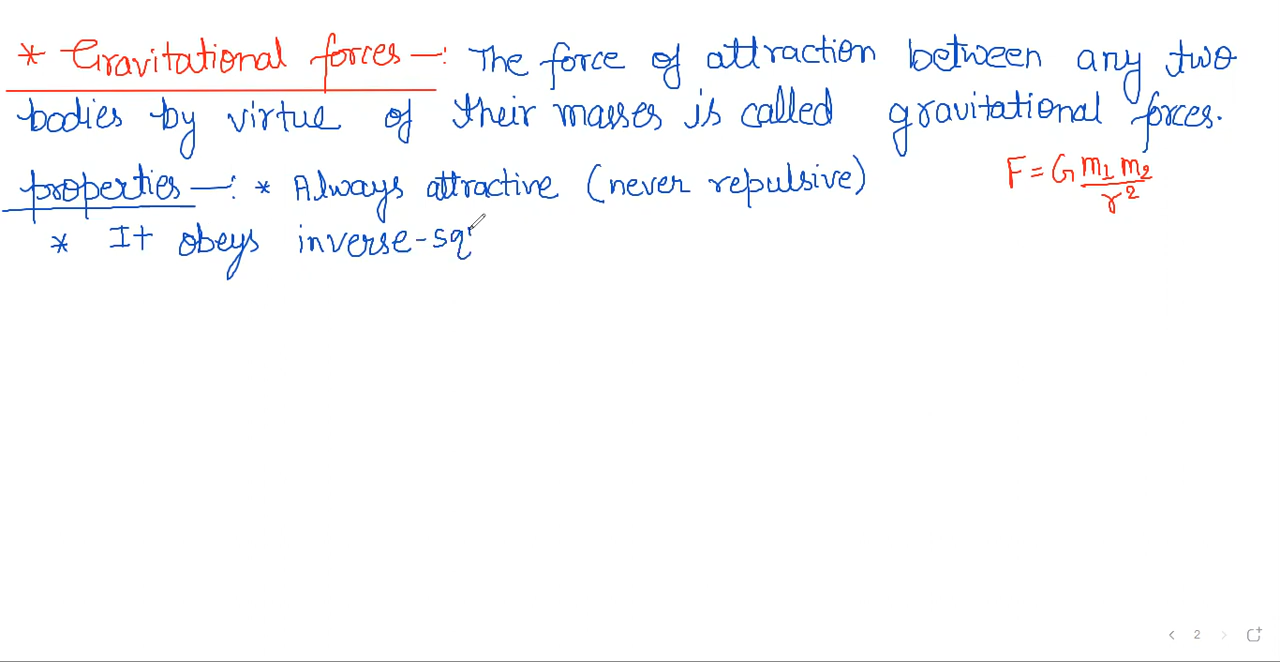 * Gravitational forces —: The force of attraction between any two
bodies by virtue of their masses is called gravitational forces.
properties —: * Always attractive (never repulsive)
F = G m₁ m₂ / r²
* It obeys inverse-sq
2